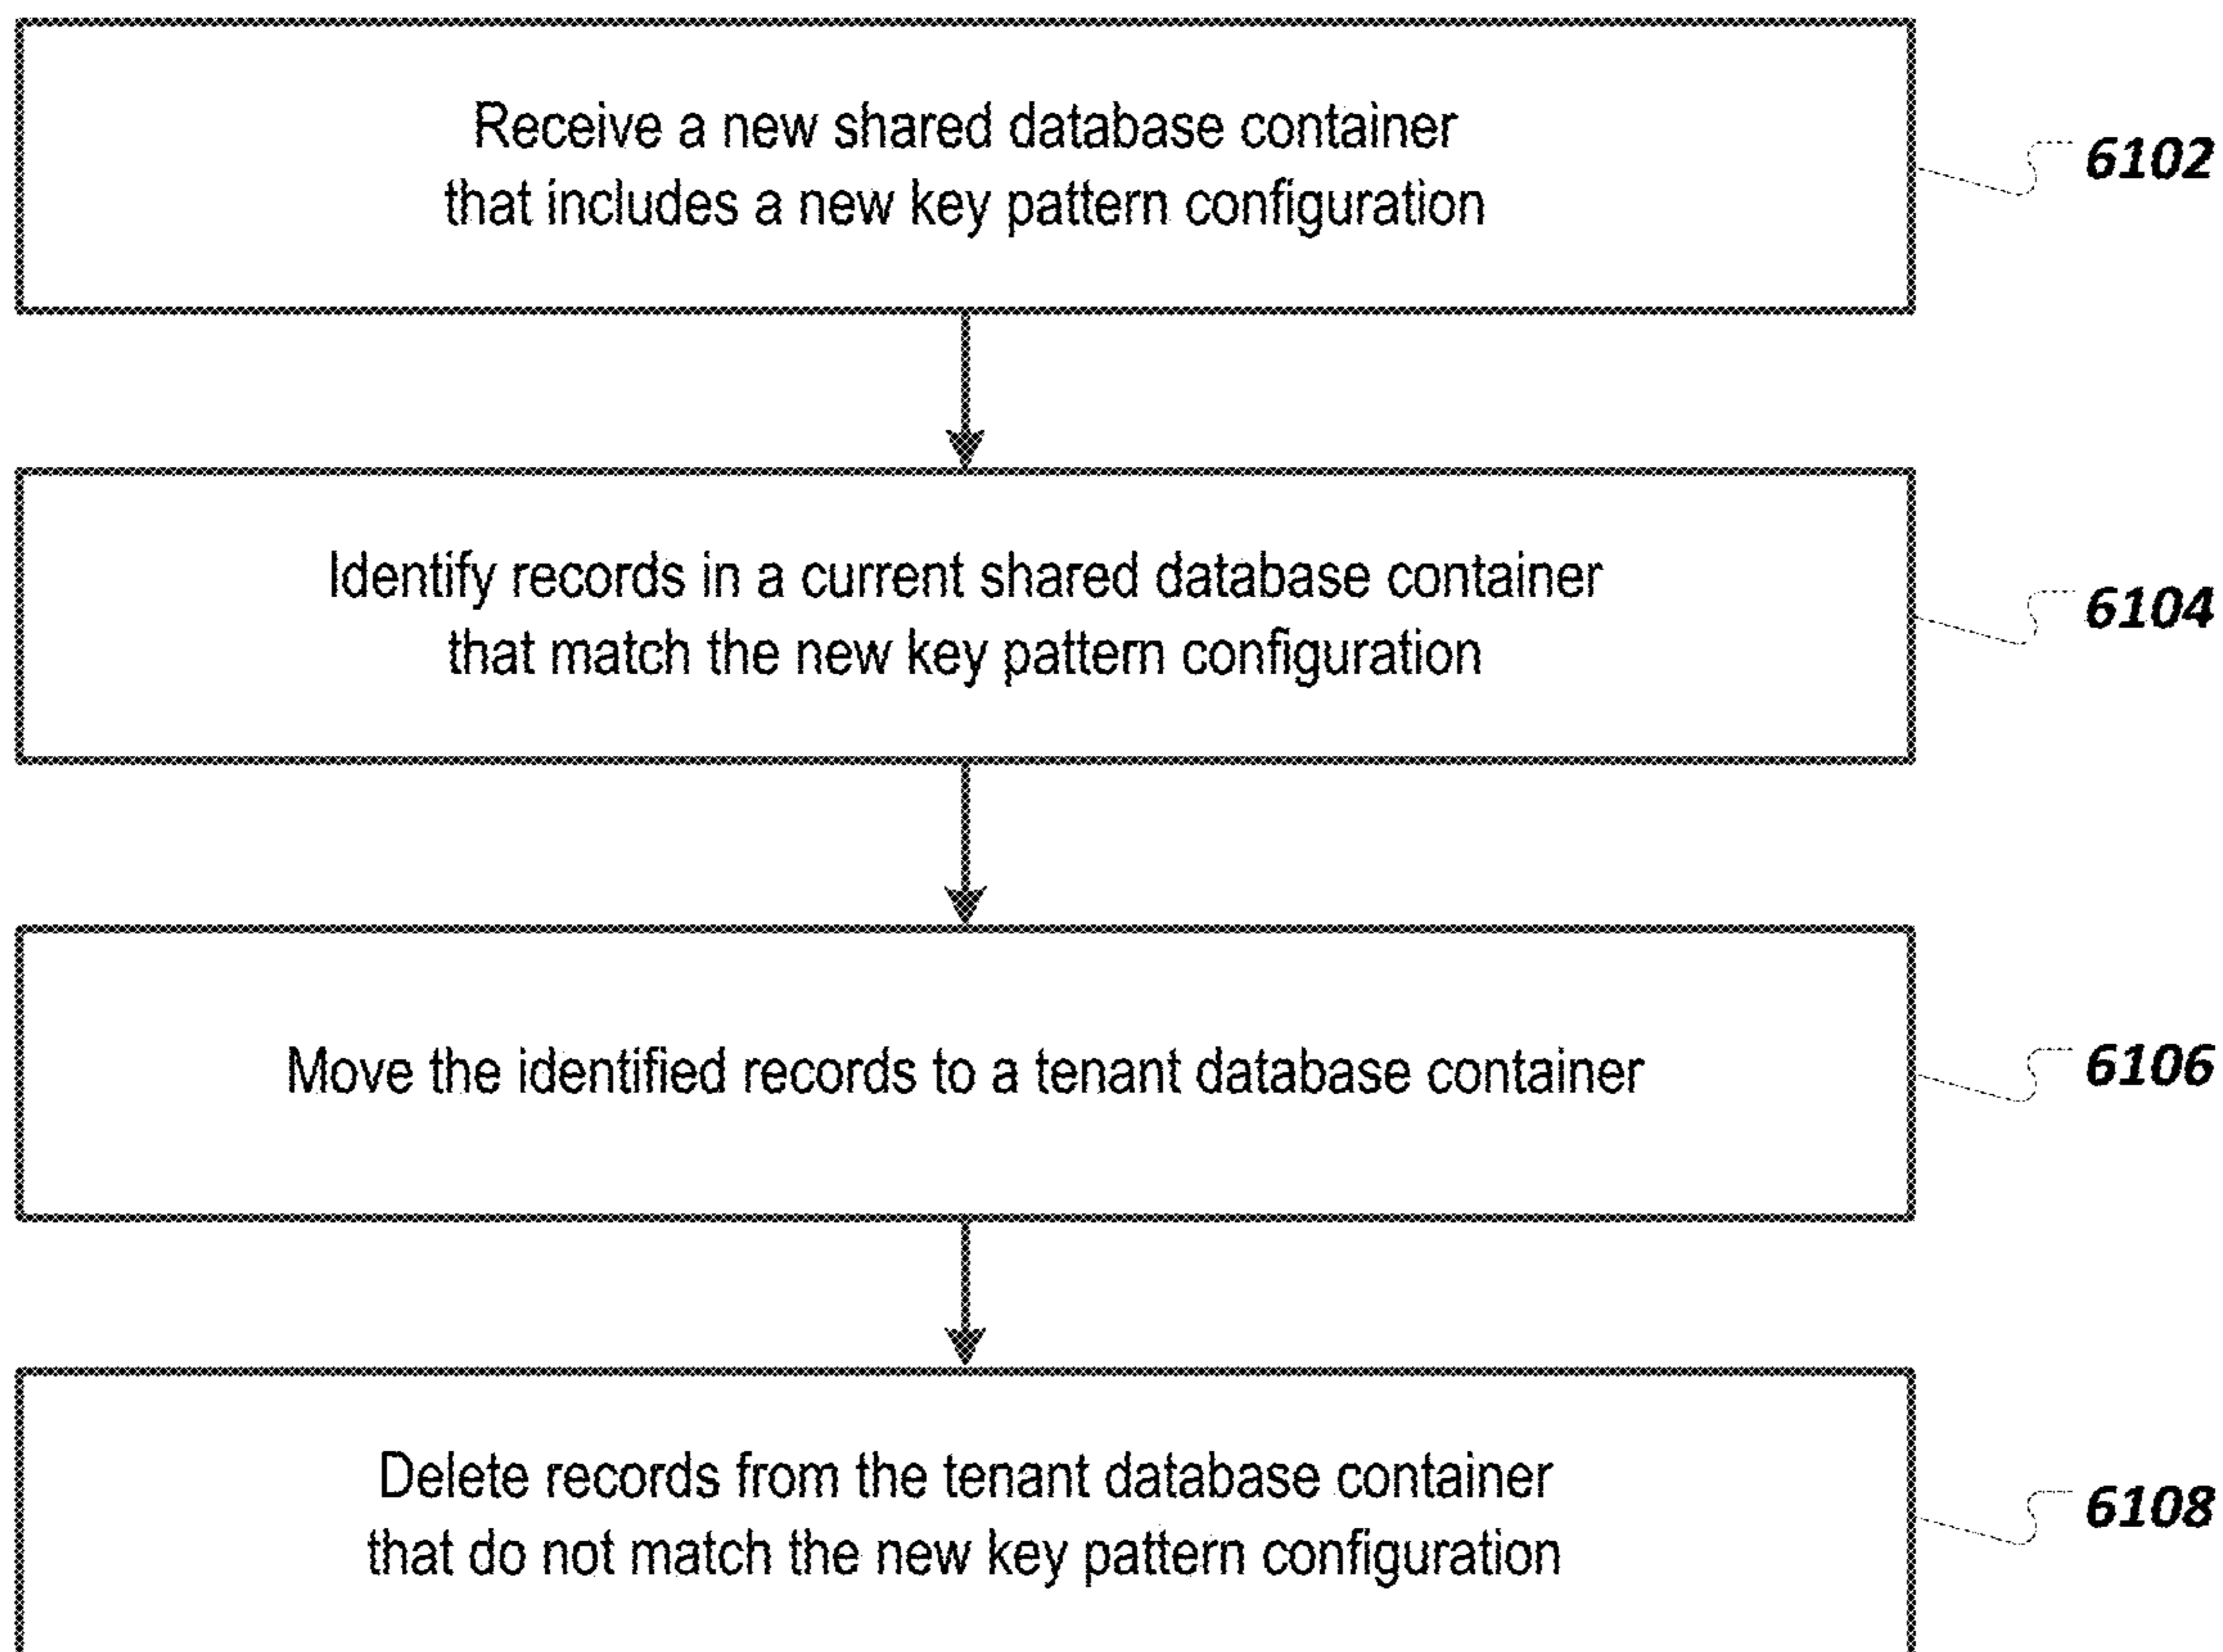 Receive a new shared database container
that includes a new key pattern configuration
6102
Identify records in a current shared database container
that match the new key pattern configuration
6104
Move the identified records to a tenant database container
6106
Delete records from the tenant database container
that do not match the new key pattern configuration
6108